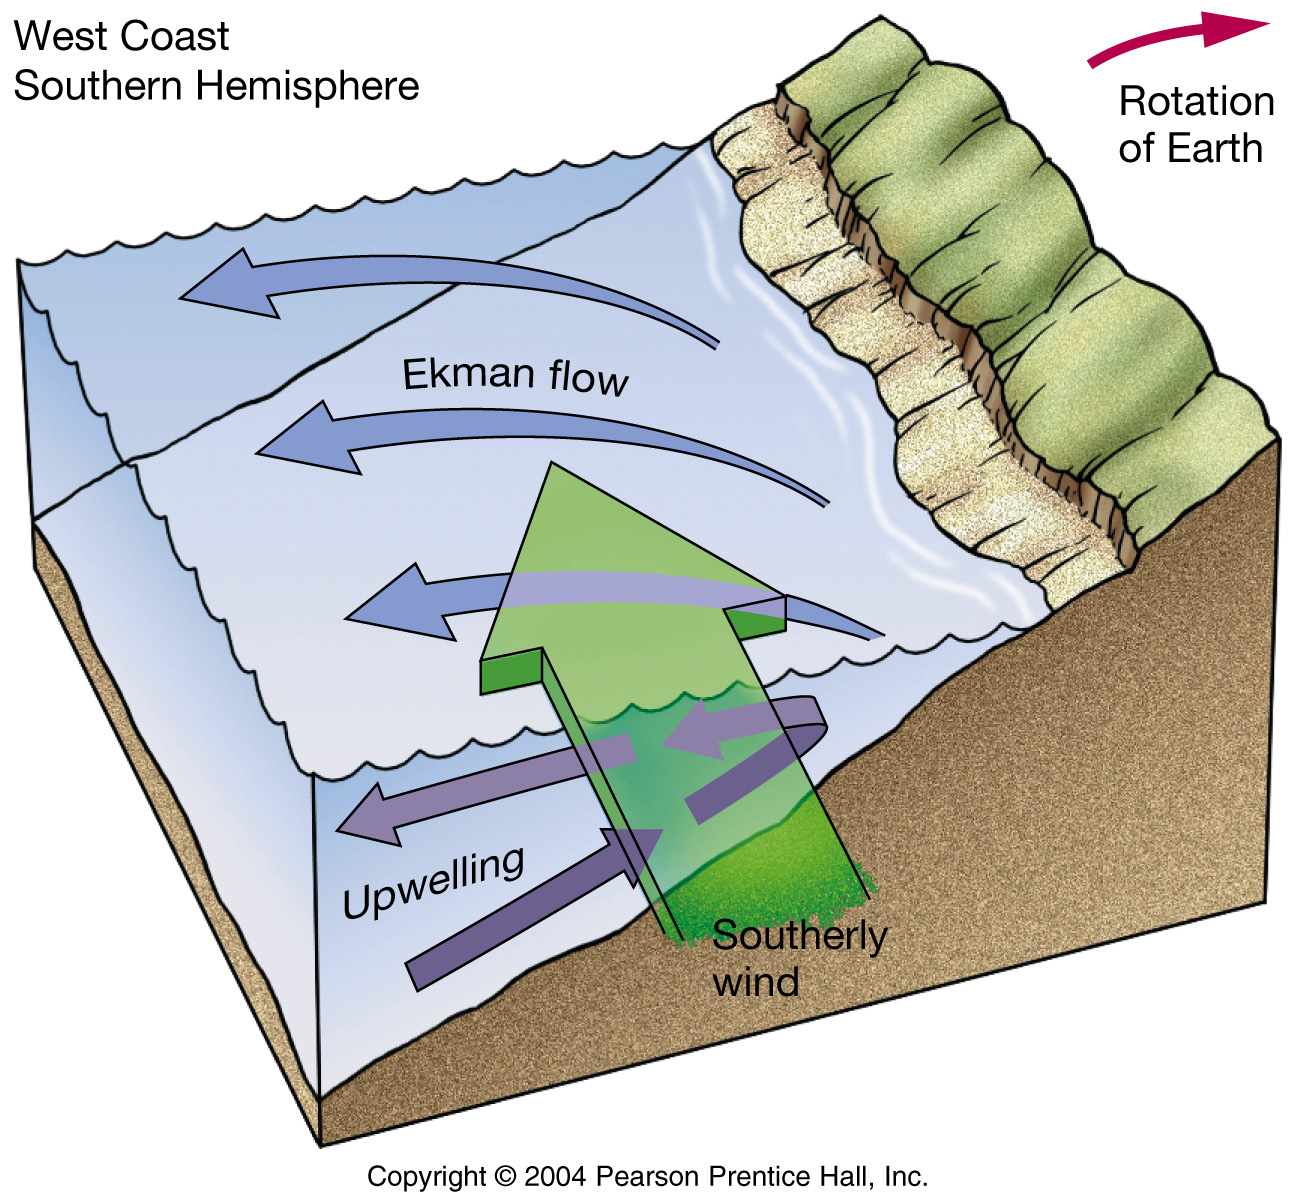 West Coast
Southern Hemisphere
Rotation
of Earth
Ekman flow
Upwelling
Southerly
wind
Copyright © 2004 Pearson Prentice Hall, Inc.